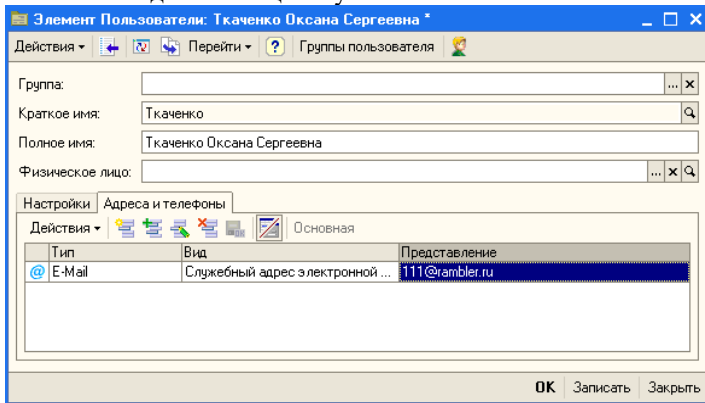 Элемент Пользователи: Ткаченко Оксана Сергеевна *
Действия Перейти ? Группы пользователя
Группа: ... x
Краткое имя: Ткаченко
Полное имя: Ткаченко Оксана Сергеевна
Физическое лицо: ... x
Настройки Адреса и телефоны
Действия Основная
Тип Вид Представление
@ E-Mail Служебный адрес электронной ... 111@rambler.ru
OK Записать Закрыть